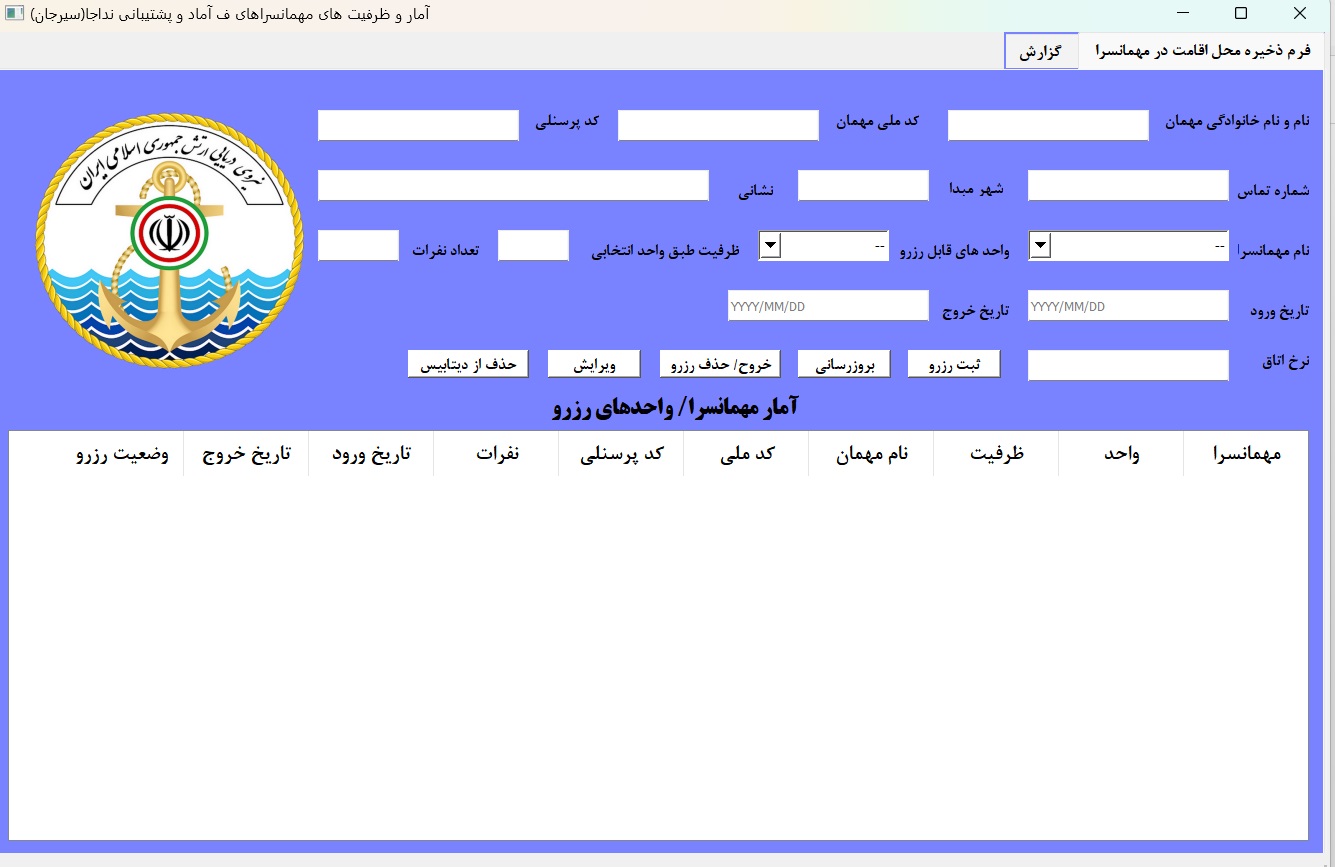 آمار و ظرفیت های مهمانسراهای ف آماد و پشتیبانی نداجا(سیرجان)
فرم ذخیره محل اقامت در مهمانسرا گزارش
نام و نام خانوادگی مهمان کد ملی مهمان کد پرسنلی
نیروی دریایی ارتش جمهوری اسلامی ایران
شماره تماس شهر مبدا نشانی
نام مهمانسرا -- واحد های قابل رزرو -- ظرفیت طبق واحد انتخابی تعداد نفرات
تاریخ ورود YYYY/MM/DD تاریخ خروج YYYY/MM/DD
نرخ اتاق ثبت رزرو بروزرسانی خروح/ حذف رزرو ویرایش حذف از دیتابیس
آمار مهمانسرا/ واحدهای رزرو
مهمانسرا واحد ظرفیت نام مهمان کد ملی کد پرسنلی نفرات تاریخ ورود تاریخ خروج وضعیت رزرو